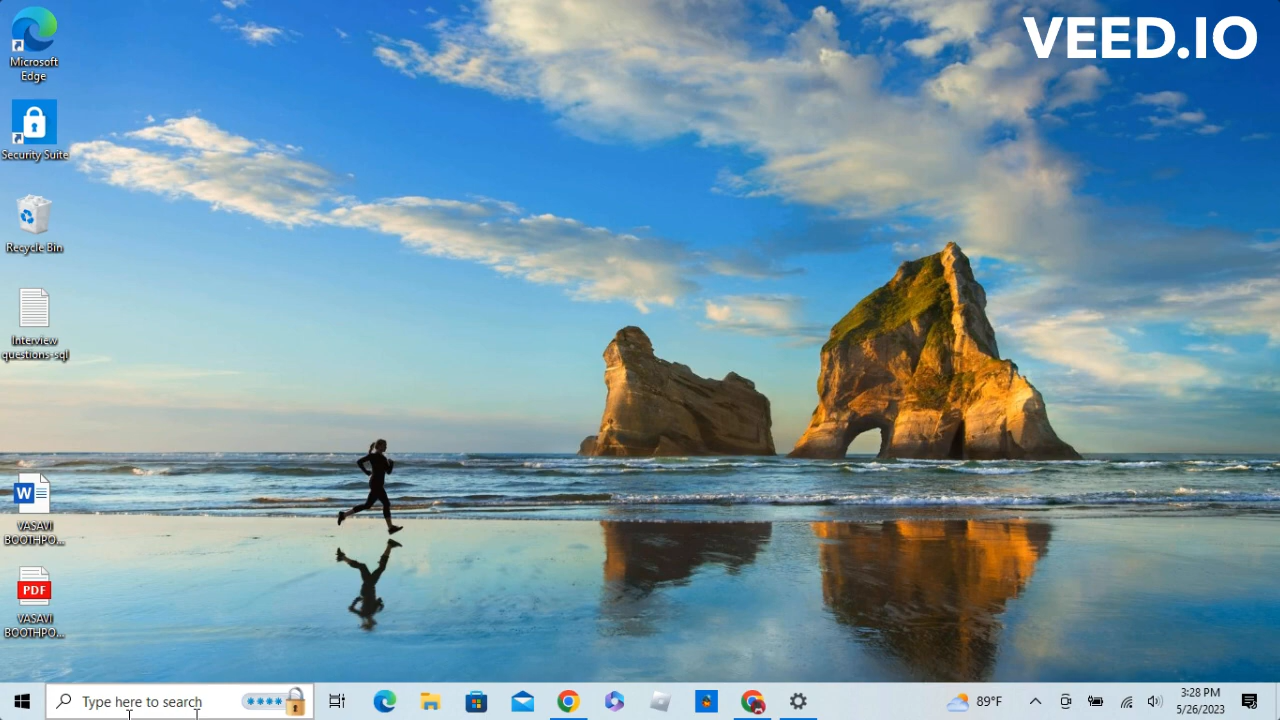 VEED.IO
Microsoft
Edge
Security Suite
Recycle Bin
Interview
questions-sql
W
VASAVI
BOOTHPO...
PDF
VASAVI
BOOTHPO...
Type here to search
****
89°F
3:28 PM
5/26/2023